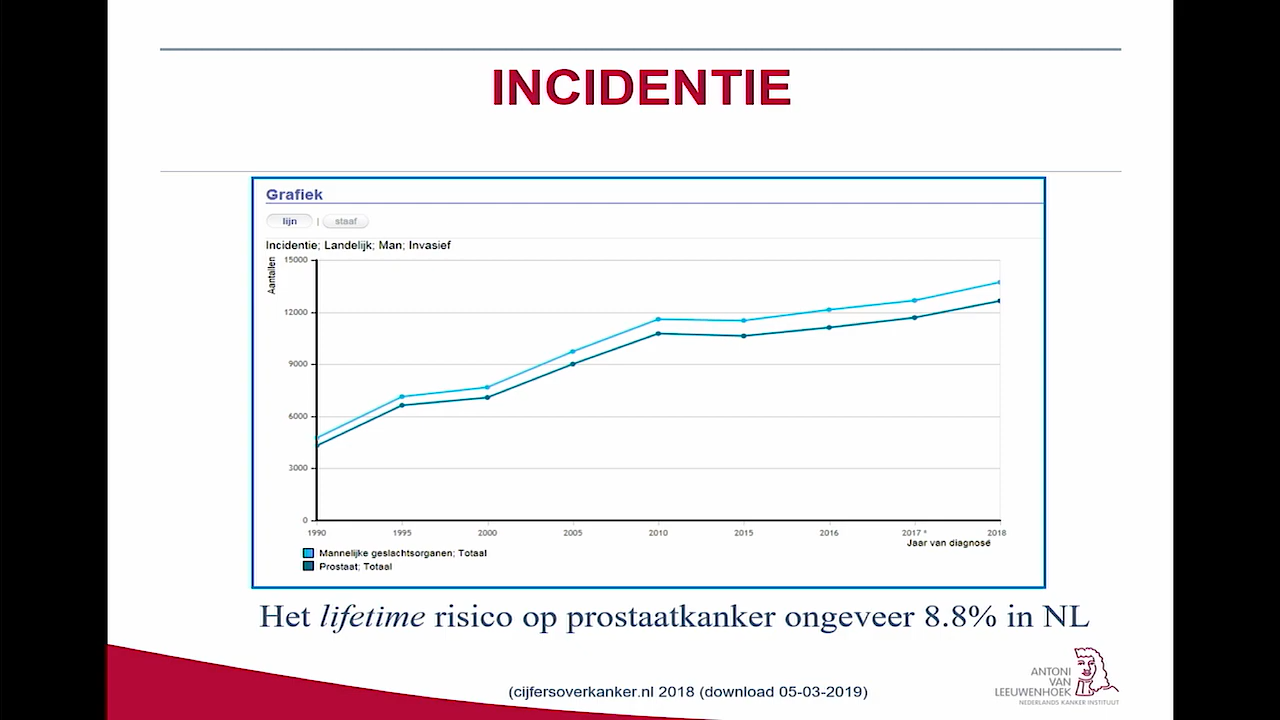 INCIDENTIE
Grafiek
lijn | staaf
Incidentie; Landelijk; Man; Invasief
Aantallen
15000
12000
9000
6000
3000
0
1990 1995 2000 2005 2010 2015 2016 2017 * 2018
Jaar van diagnose
Mannelijke geslachtsorganen; Totaal
Prostaat; Totaal
Het lifetime risico op prostaatkanker ongeveer 8.8% in NL
(cijfersoverkanker.nl 2018 (download 05-03-2019)
ANTONI
VAN
LEEUWENHOEK
NEDERLANDS KANKER INSTITUUT